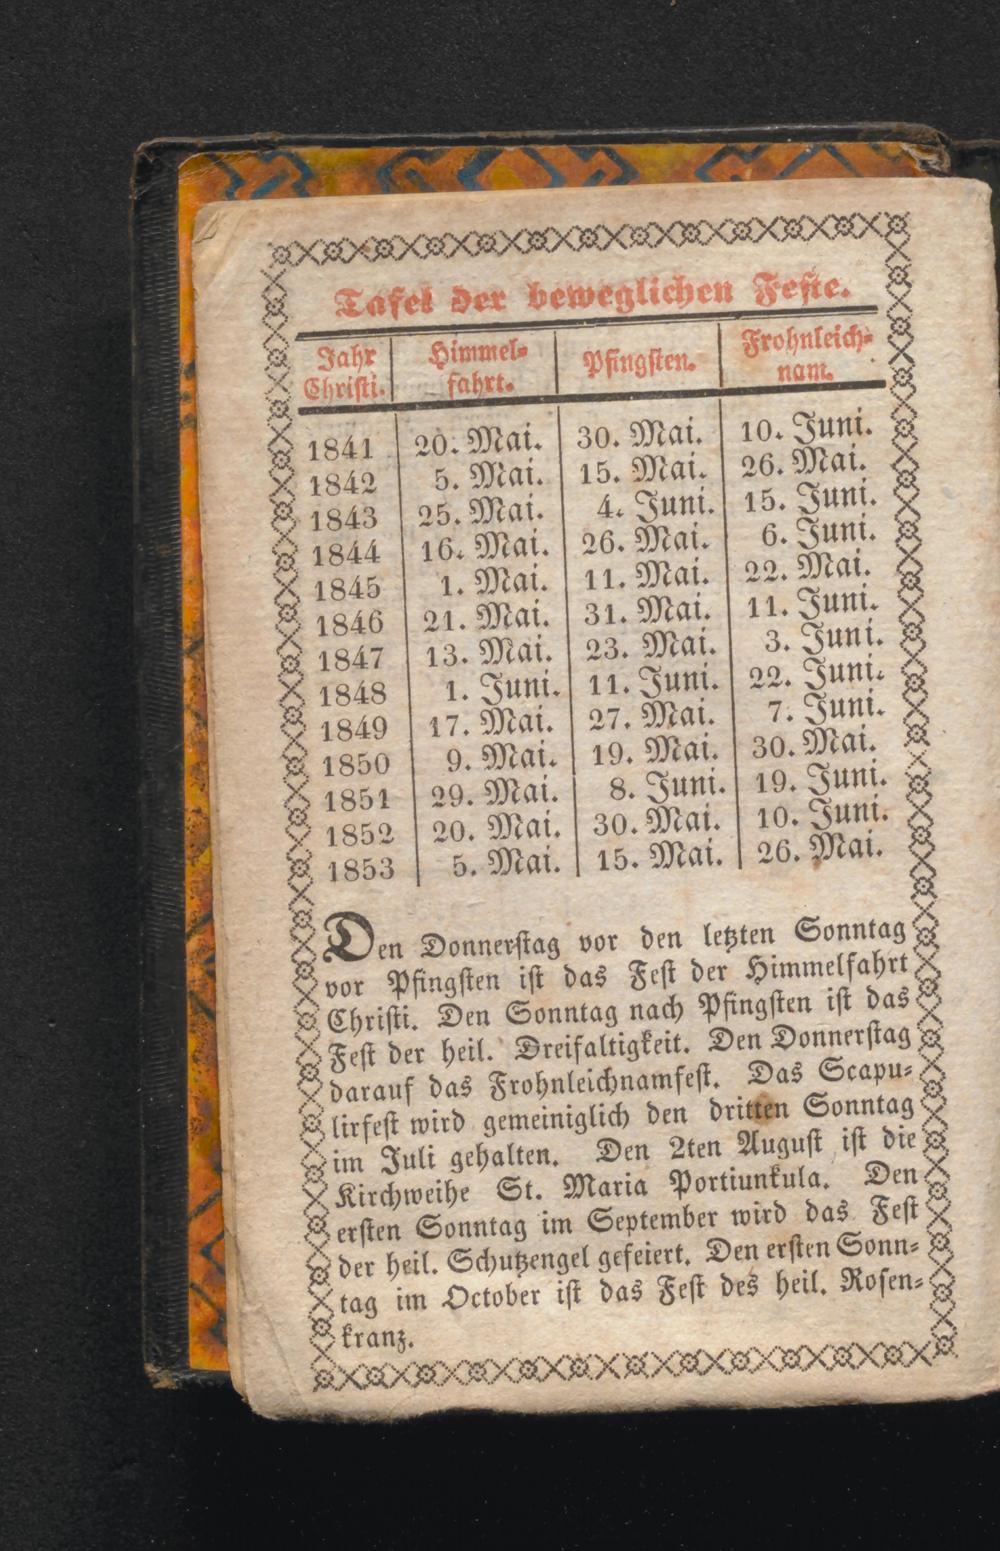 Tafel der beweglichen Feste.
Jahr Christi. Himmel- fahrt. Pfingsten. Frohnleich- nam.
1841 20. Mai. 30. Mai. 10. Juni.
1842 5. Mai. 15. Mai. 26. Mai.
1843 25. Mai. 4. Juni. 15. Juni.
1844 16. Mai. 26. Mai. 6. Juni.
1845 1. Mai. 11. Mai. 22. Mai.
1846 21. Mai. 31. Mai. 11. Juni.
1847 13. Mai. 23. Mai. 3. Juni.
1848 1. Juni. 11. Juni. 22. Juni.
1849 17. Mai. 27. Mai. 7. Juni.
1850 9. Mai. 19. Mai. 30. Mai.
1851 29. Mai. 8. Juni. 19. Juni.
1852 20. Mai. 30. Mai. 10. Juni.
1853 5. Mai. 15. Mai. 26. Mai.
Den Donnerstag vor den letzten Sonntag
vor Pfingsten ist das Fest der Himmelfahrt
Christi. Den Sonntag nach Pfingsten ist das
Fest der heil. Dreifaltigkeit. Den Donnerstag
darauf das Frohnleichnamfest. Das Scapu-
lirfest wird gemeiniglich den dritten Sonntag
im Juli gehalten. Den 2ten August ist die
Kirchweihe St. Maria Portiunkula. Den
ersten Sonntag im September wird das Fest
der heil. Schutzengel gefeiert. Den ersten Sonn-
tag im October ist das Fest des heil. Rosen-
kranz.